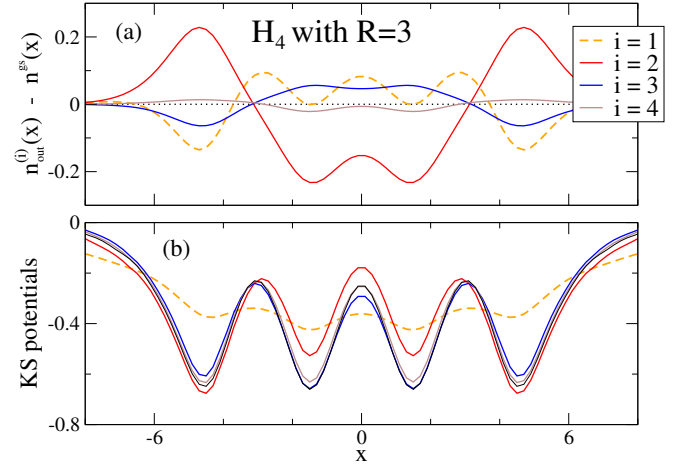 (a)
H4 with R=3
i = 1
i = 2
i = 3
i = 4
0.2
0
-0.2
n_out^(i)(x) - n^gs(x)
(b)
0
-0.4
-0.8
KS potentials
-6
0
6
x